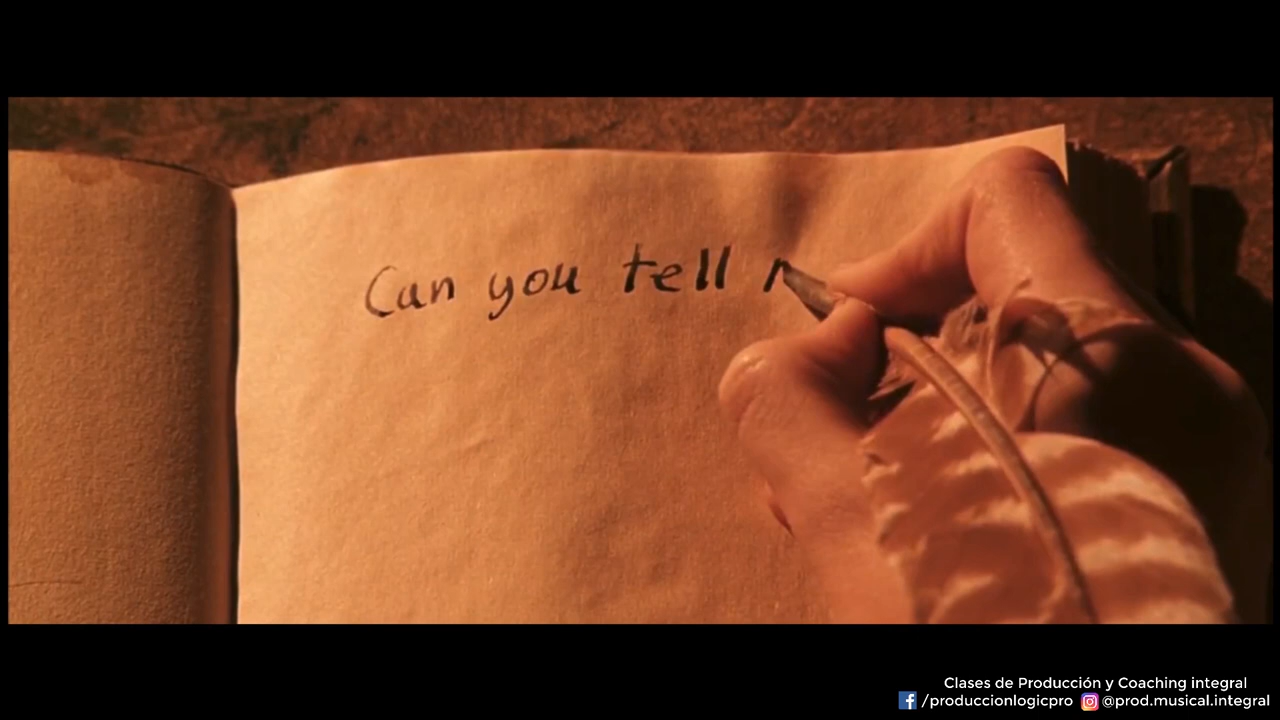 Can you tell
Clases de Producción y Coaching integral
/produccionlogicpro @prod.musical.integral